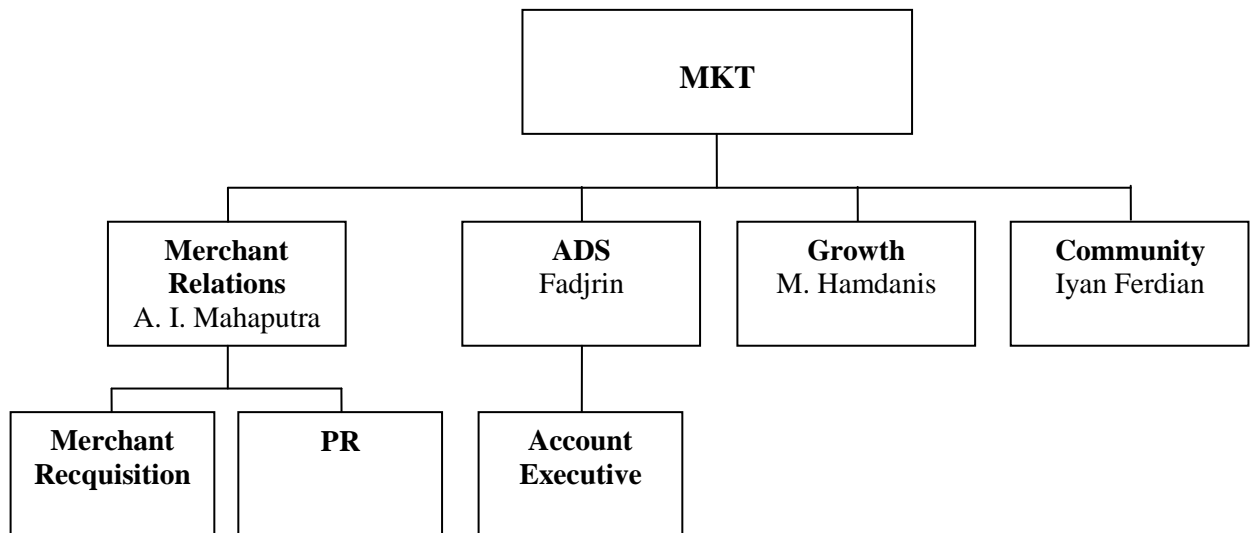 MKT
Merchant
Relations
A. I. Mahaputra
ADS
Fadjrin
Growth
M. Hamdanis
Community
Iyan Ferdian
Merchant
Recquisition
PR
Account
Executive